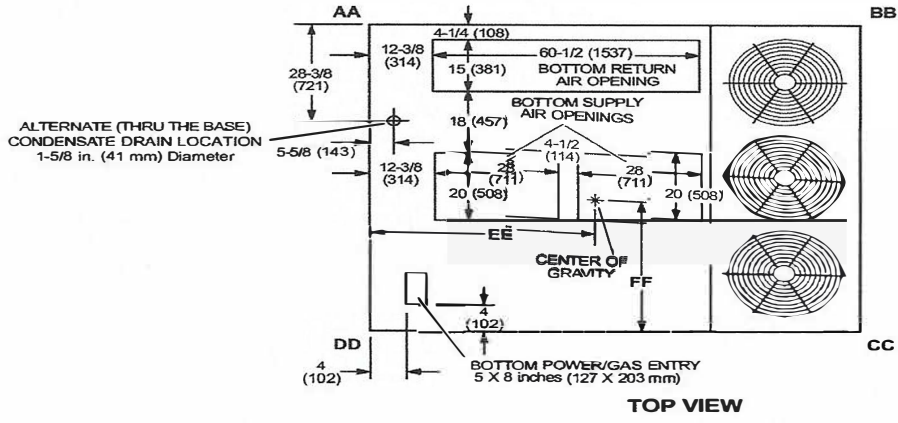 AA
BB
4-1/4 (108)
12-3/8
(314)
60-1/2 (1537)
28-3/8
(721)
15 (381)
BOTTOM RETURN
AIR OPENING
BOTTOM SUPPLY
AIR OPENINGS
18 (457)
ALTERNATE (THRU THE BASE)
CONDENSATE DRAIN LOCATION
1-5/8 in. (41 mm) Diameter
5-5/8 (143)
4-1/2
(114)
12-3/8
(314)
28
(711)
28
(711)
20 (508)
20 (508)
EE
CENTER OF
GRAVITY
FF
4
(102)
DD
CC
4
(102)
BOTTOM POWER/GAS ENTRY
5 X 8 inches (127 X 203 mm)
TOP VIEW